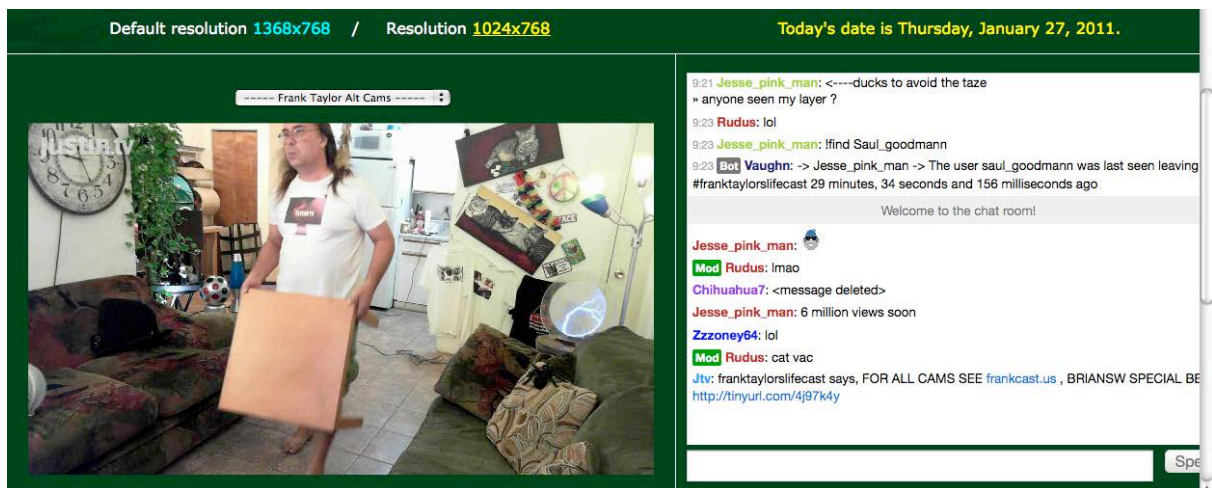 Default resolution 1368x768 / Resolution 1024x768
Today's date is Thursday, January 27, 2011.
----- Frank Taylor Alt Cams -----
justin.tv
PEACE
9:21 Jesse_pink_man: <----ducks to avoid the taze
» anyone seen my layer ?
9:23 Rudus: lol
9:23 Jesse_pink_man: !find Saul_goodmann
9:23 Bot Vaughn: -> Jesse_pink_man -> The user saul_goodmann was last seen leaving
#franktaylorslifecast 29 minutes, 34 seconds and 156 milliseconds ago
Welcome to the chat room!
Jesse_pink_man:
Mod Rudus: lmao
Chihuahua7: <message deleted>
Jesse_pink_man: 6 million views soon
Zzzoney64: lol
Mod Rudus: cat vac
Jtv: franktaylorslifecast says, FOR ALL CAMS SEE frankcast.us , BRIANSW SPECIAL BE
http://tinyurl.com/4j97k4y
Spe